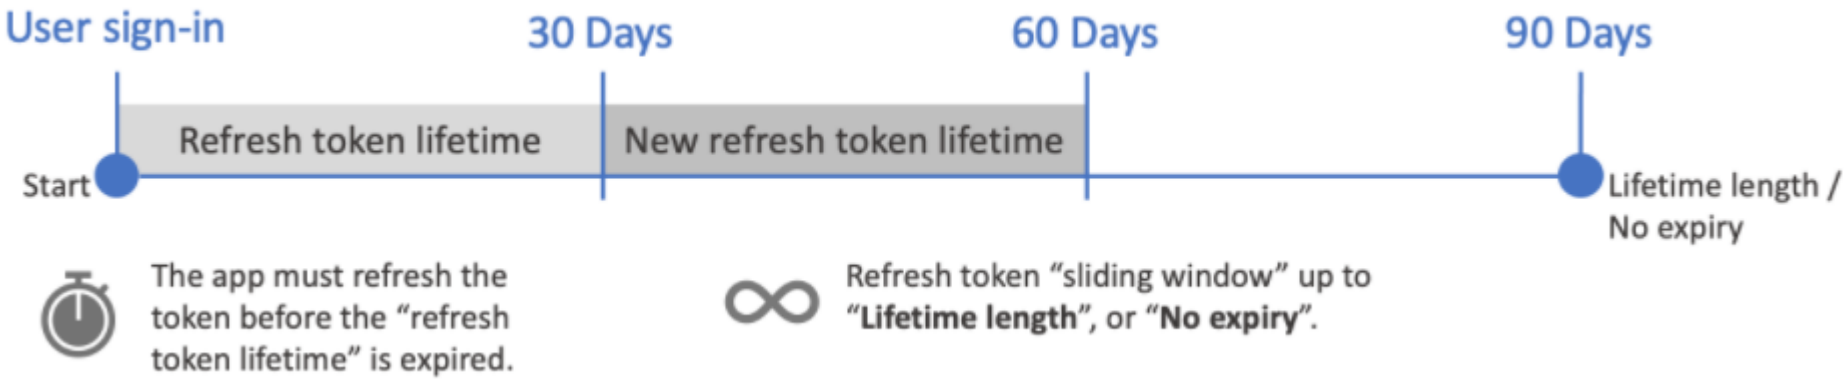 User sign-in
30 Days
60 Days
90 Days
Refresh token lifetime
New refresh token lifetime
Start
Lifetime length /
No expiry
The app must refresh the
token before the “refresh
token lifetime” is expired.
Refresh token “sliding window” up to
“Lifetime length”, or “No expiry”.